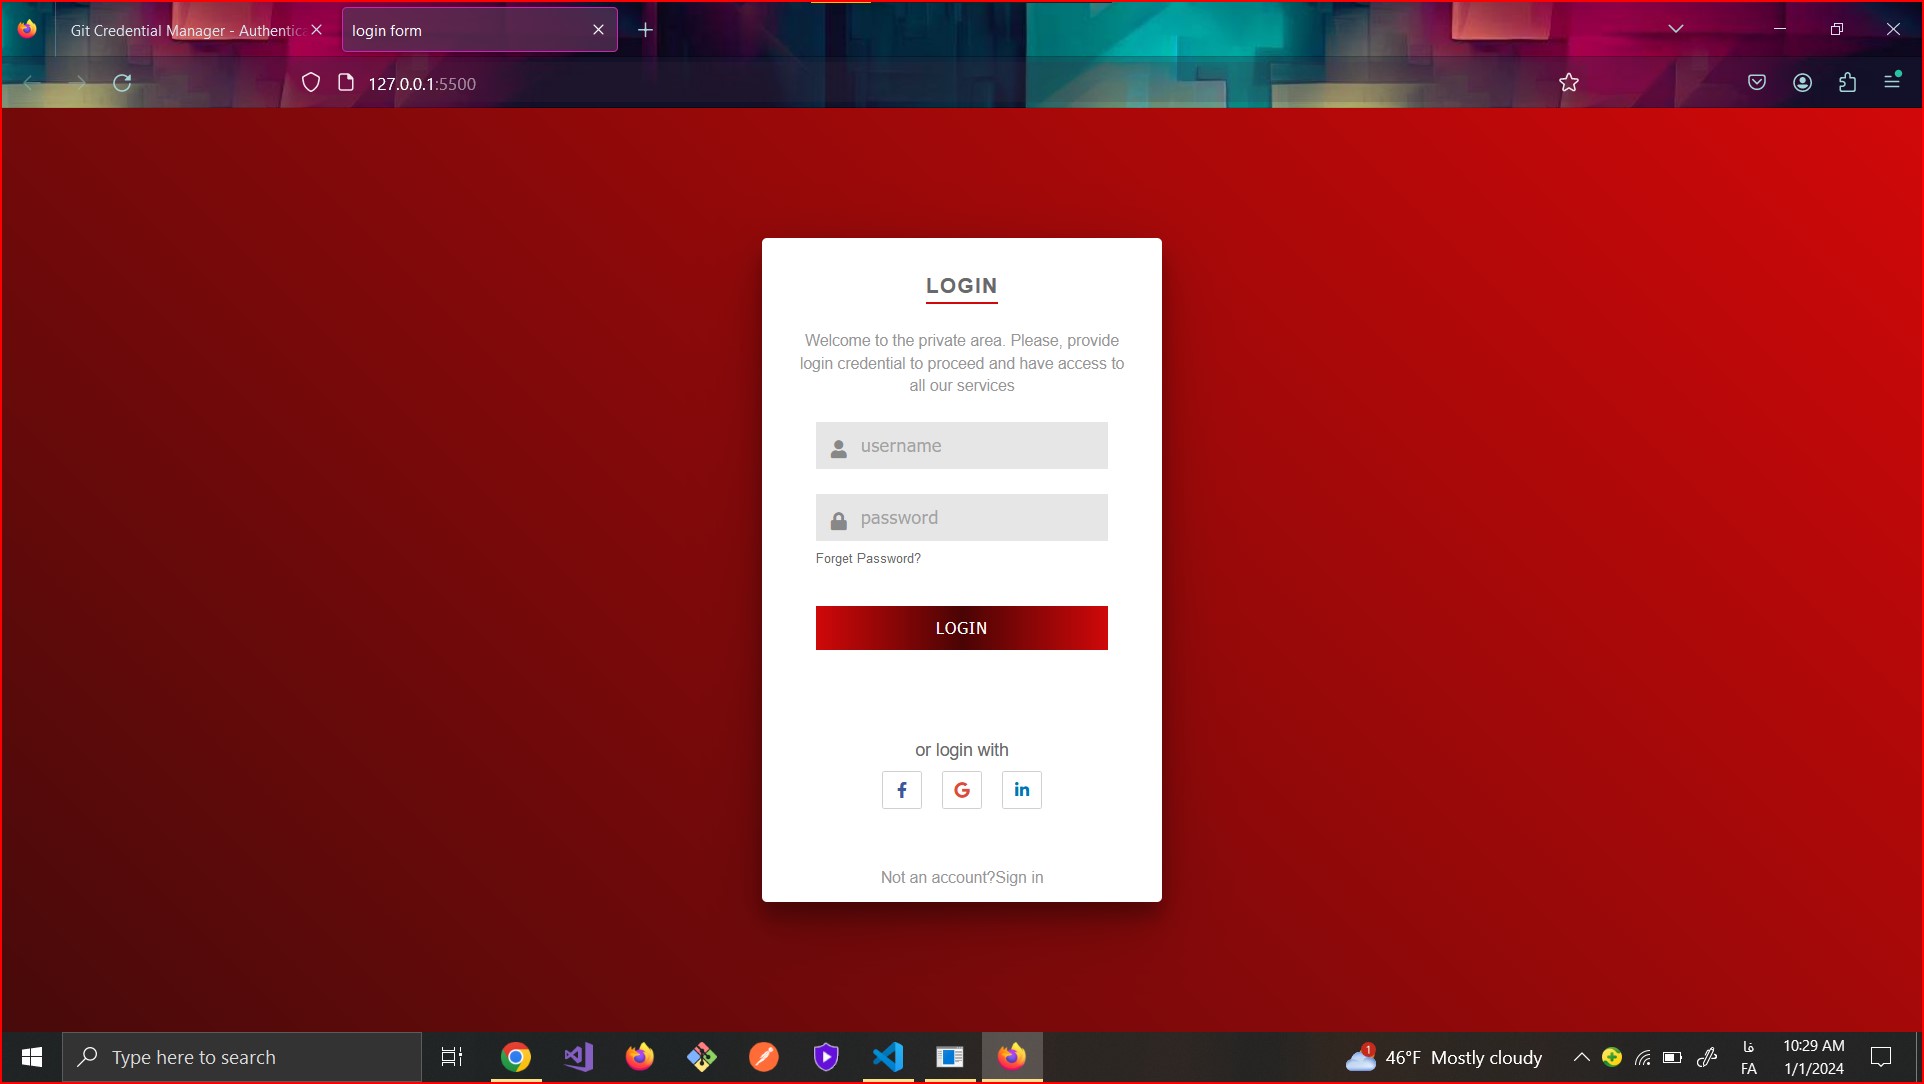 Git Credential Manager - Authentica
login form
127.0.0.1:5500
LOGIN
Welcome to the private area. Please, provide
login credential to proceed and have access to
all our services
username
password
Forget Password?
LOGIN
or login with
f
G
in
Not an account?Sign in
Type here to search
1
46°F Mostly cloudy
فا
FA
10:29 AM
1/1/2024